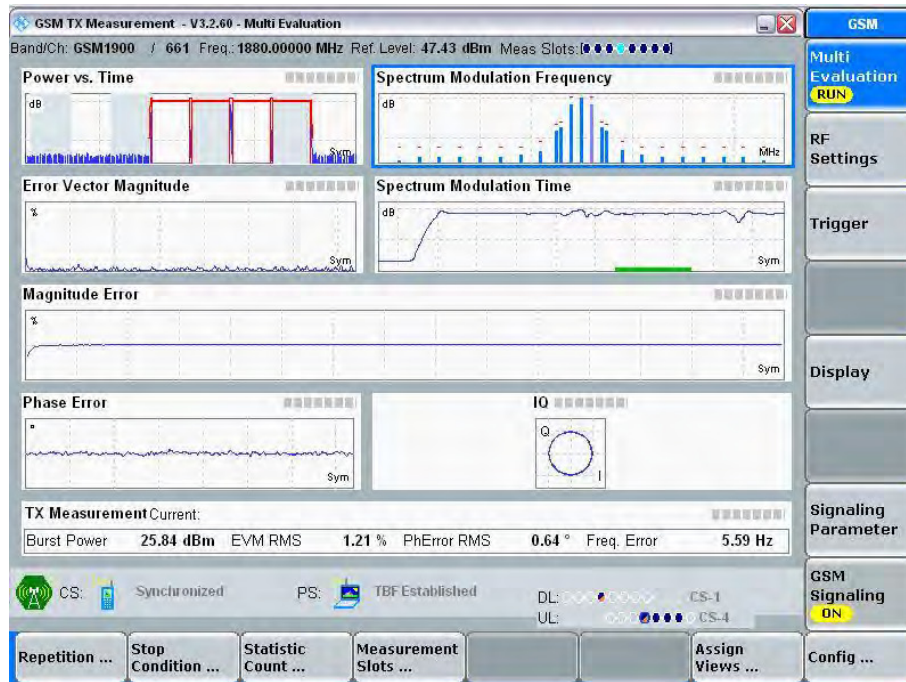 GSM TX Measurement - V3.2.60 - Multi Evaluation
GSM
Band/Ch: GSM1900 / 661 Freq.: 1880.00000 MHz Ref. Level: 47.43 dBm Meas Slots:
Multi
Evaluation
RUN
Power vs. Time
dB
Sym
Spectrum Modulation Frequency
dB
MHz
RF
Settings
Error Vector Magnitude
%
Sym
Spectrum Modulation Time
dB
Sym
Trigger
Magnitude Error
%
Sym
Display
Phase Error
°
Sym
IQ
Q
I
TX Measurement Current:
Burst Power 25.84 dBm EVM RMS 1.21 % PhError RMS 0.64 ° Freq. Error 5.59 Hz
Signaling
Parameter
CS: Synchronized PS: TBF Established
DL: CS-1
UL: CS-4
GSM
Signaling
ON
Repetition ...
Stop
Condition ...
Statistic
Count ...
Measurement
Slots ...
Assign
Views ...
Config ...